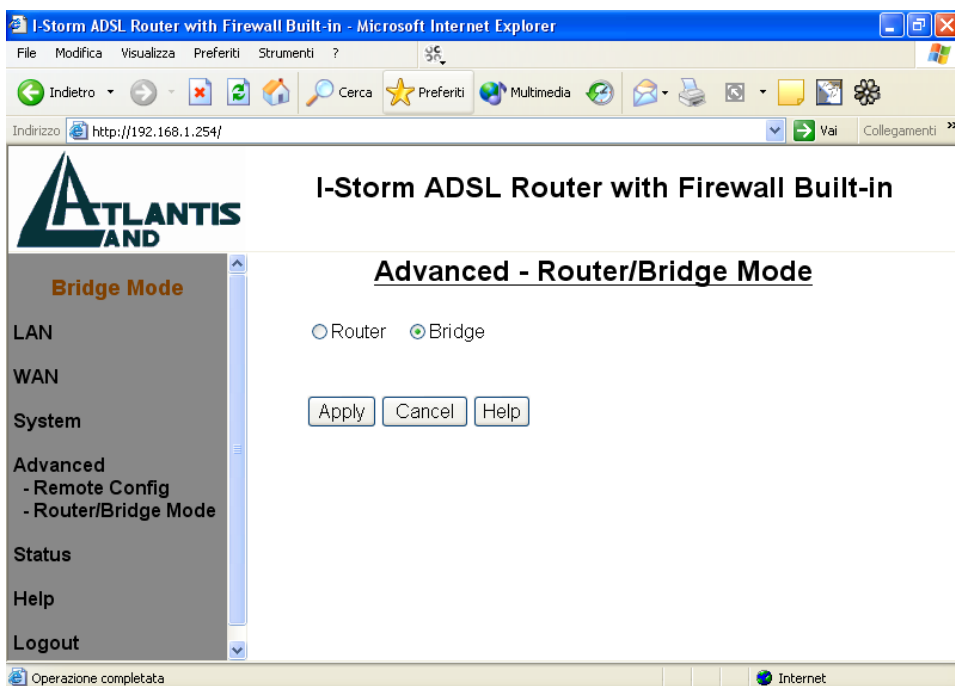 I-Storm ADSL Router with Firewall Built-in - Microsoft Internet Explorer
File Modifica Visualizza Preferiti Strumenti ?
Indietro Cerca Preferiti Multimedia
Indirizzo http://192.168.1.254/ Vai Collegamenti »
ATLANTIS
LAND
I-Storm ADSL Router with Firewall Built-in
Bridge Mode
LAN
WAN
System
Advanced
- Remote Config
- Router/Bridge Mode
Status
Help
Logout
Advanced - Router/Bridge Mode
Router Bridge
Apply Cancel Help
Operazione completata Internet